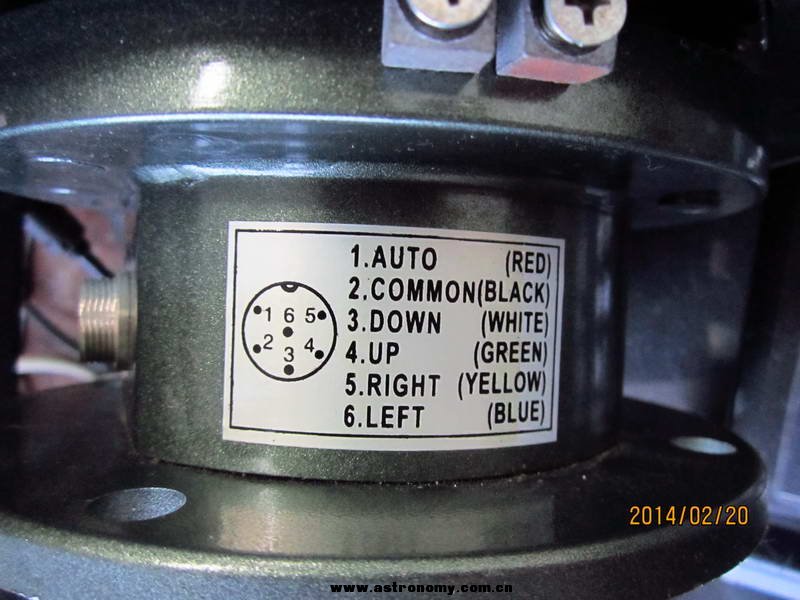 1.AUTO (RED)
2.COMMON(BLACK)
3.DOWN (WHITE)
4.UP (GREEN)
5.RIGHT (YELLOW)
6.LEFT (BLUE)
1 6 5
2 4
3
2014/02/20
www.astronomy.com.cn